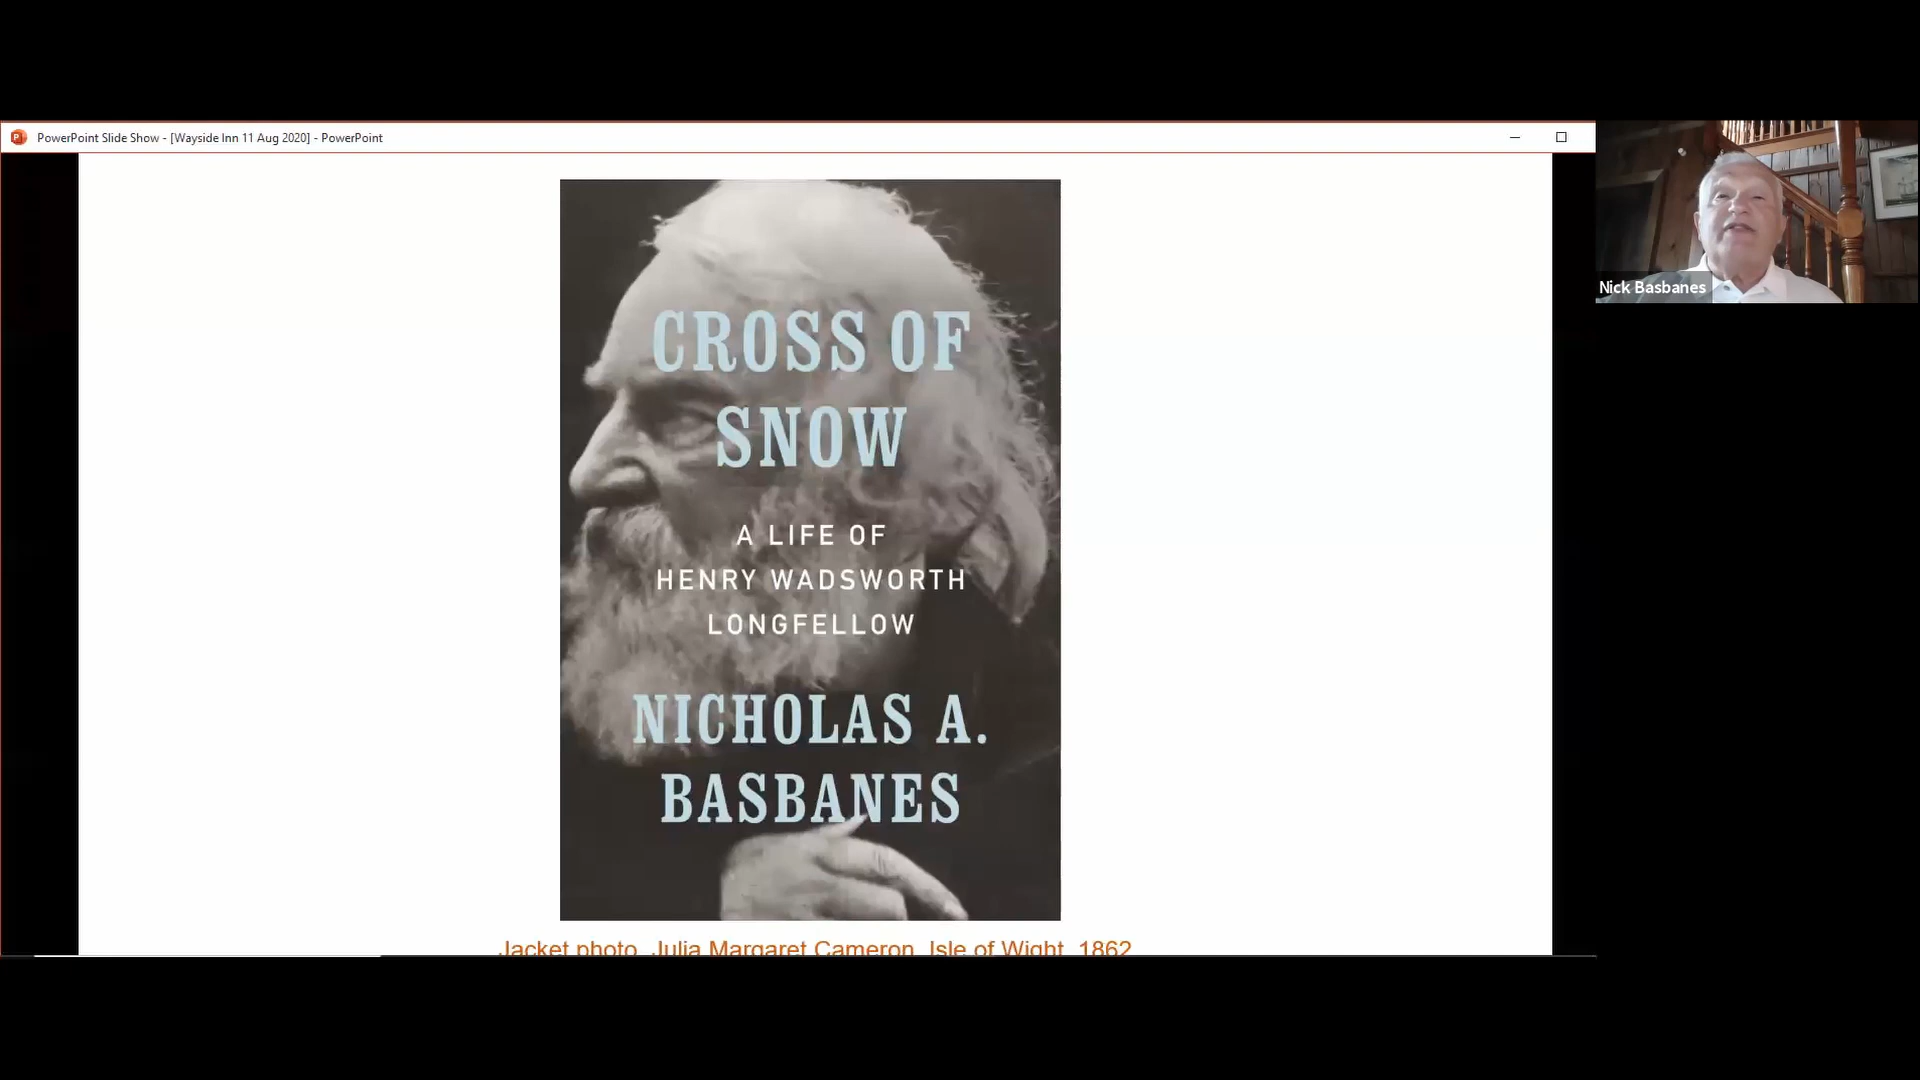 PowerPoint Slide Show - [Wayside Inn 11 Aug 2020] - PowerPoint
CROSS OF
SNOW
A LIFE OF
HENRY WADSWORTH
LONGFELLOW
NICHOLAS A.
BASBANES
Jacket photo, Julia Margaret Cameron, Isle of Wight, 1862
Nick Basbanes